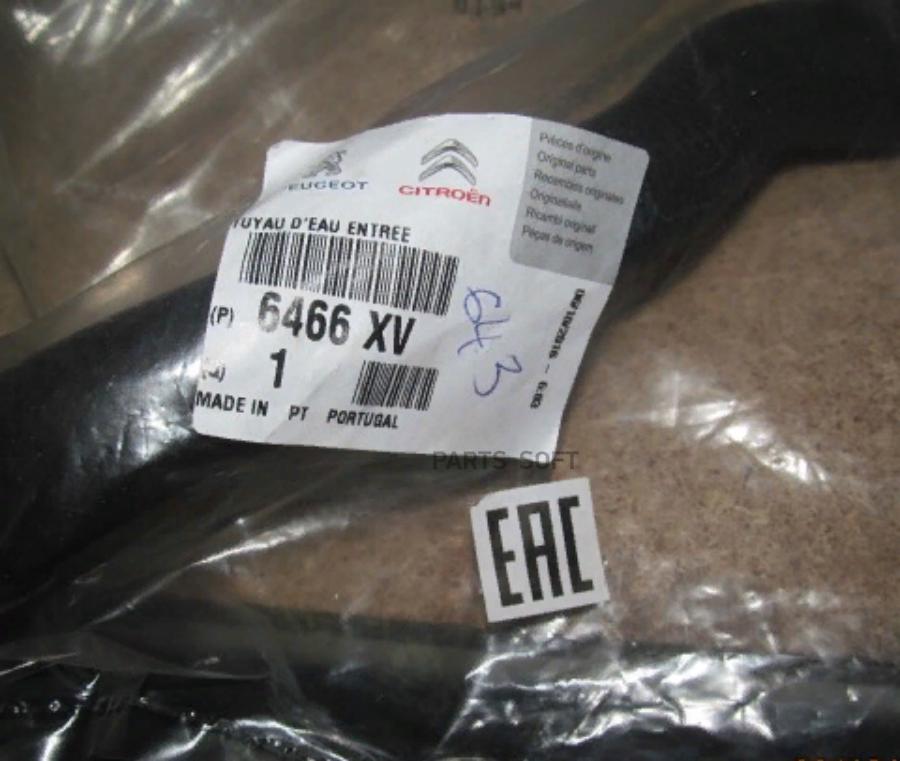 PEUGEOT
CITROËN
Pièces d'origine
Original parts
Recambios originales
Originalteile
Ricambi originali
Peças de origem
TUYAU D'EAU ENTREE
(P) 6466 XV
(Q) 1
MADE IN PT PORTUGAL
643
PARTS SOFT
EAC